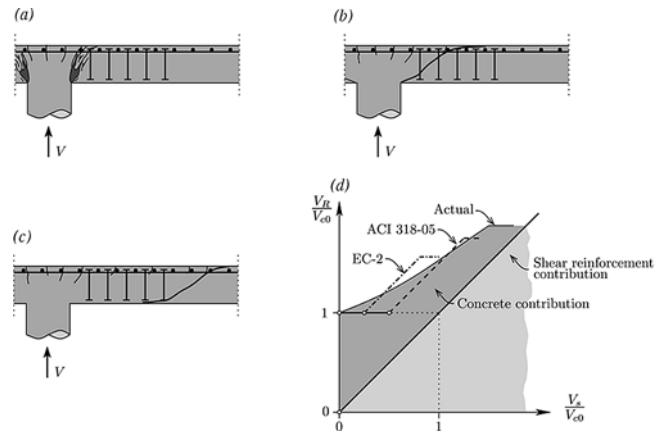 (a)
V
(b)
V
(c)
V
(d)
V_R
V_c0
Actual
ACI 318-05
EC-2
Shear reinforcement
contribution
Concrete contribution
1
0
0
1
V_s
V_c0